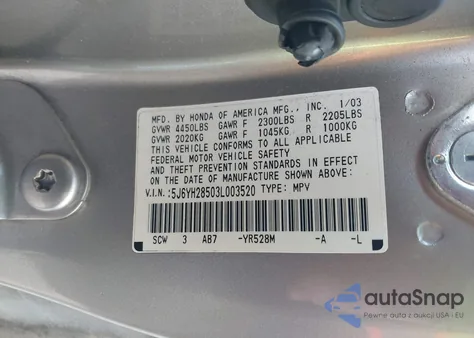 MFD. BY HONDA OF AMERICA MFG., INC. 1/03
GVWR 4450LBS GAWR F 2300LBS R 2205LBS
GVWR 2020KG GAWR F 1045KG R 1000KG
THIS VEHICLE CONFORMS TO ALL APPLICABLE
FEDERAL MOTOR VEHICLE SAFETY
AND THEFT PREVENTION STANDARDS IN EFFECT
ON THE DATE OF MANUFACTURE SHOWN ABOVE:
V.I.N.:5J6YH28503L003520 TYPE: MPV
SCW 3 AB7 -YR528M -A -L
autoSnap
Pewne auta z aukcji USA i EU